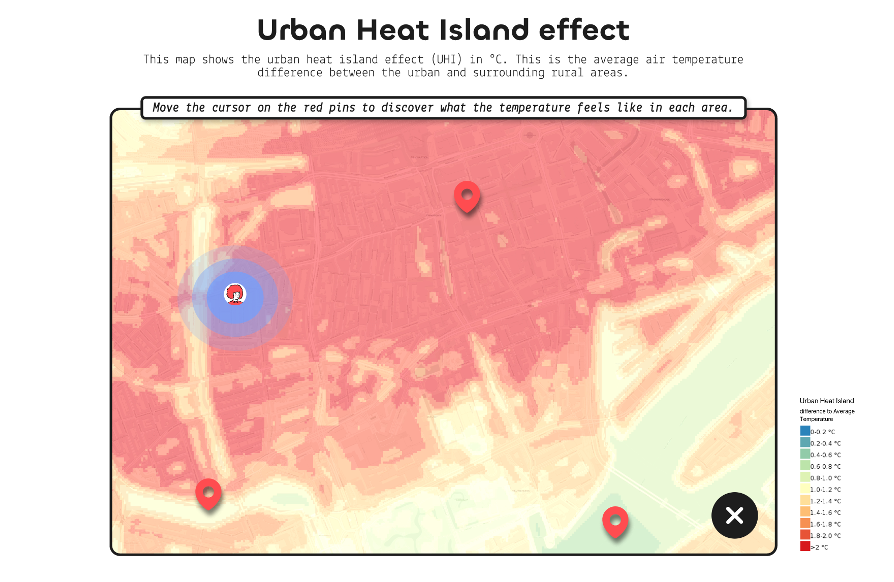 Urban Heat Island effect
This map shows the urban heat island effect (UHI) in °C. This is the average air temperature
difference between the urban and surrounding rural areas.
Move the cursor on the red pins to discover what the temperature feels like in each area.
Urban Heat Island
difference to Average
Temperature
0-0.2 °C
0.2-0.4 °C
0.4-0.6 °C
0.6-0.8 °C
0.8-1.0 °C
1.0-1.2 °C
1.2-1.4 °C
1.4-1.6 °C
1.6-1.8 °C
1.8-2.0 °C
>2 °C